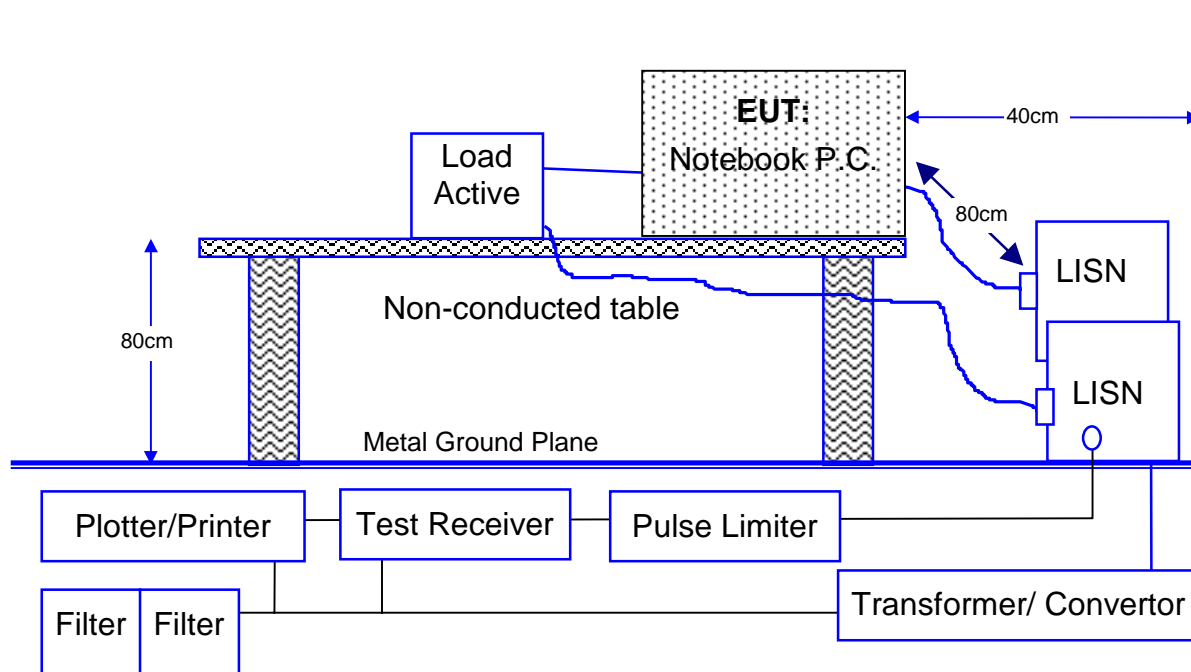 EUT:
Notebook P.C.
40cm
Load
Active
80cm
LISN
Non-conducted table
80cm
LISN
Metal Ground Plane
Plotter/Printer
Test Receiver
Pulse Limiter
Transformer/ Convertor
Filter
Filter